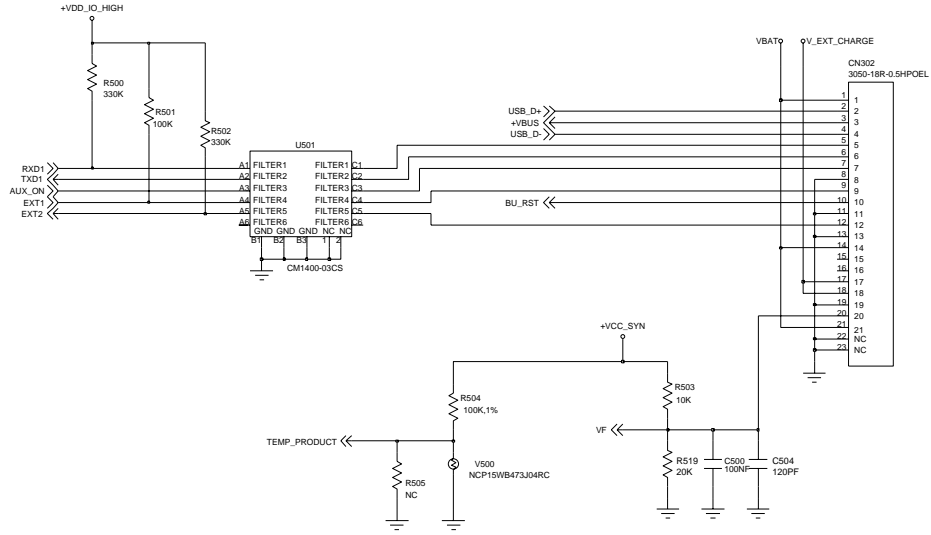 +VDD_IO_HIGH
VBAT
V_EXT_CHARGE
CN302
3050-18R-0.5HPOEL
R500
330K
R501
100K
R502
330K
U501
USB_D+
+VBUS
USB_D-
RXD1
TXD1
AUX_ON
EXT1
EXT2
A1 FILTER1 FILTER1 C1
A2 FILTER2 FILTER2 C2
A3 FILTER3 FILTER3 C3
A4 FILTER4 FILTER4 C4
A5 FILTER5 FILTER5 C5
A6 FILTER6 FILTER6 C6
GND GND GND NC NC
B1 B2 B3 1 2
CM1400-03CS
BU_RST
1 1
2 2
3 3
4 4
5 5
6 6
7 7
8 8
9 9
10 10
11 11
12 12
13 13
14 14
15 15
16 16
17 17
18 18
19 19
20 20
21 21
22 NC
23 NC
+VCC_SYN
R504
100K,1%
R503
10K
TEMP_PRODUCT
VF
V500
NCP15WB473J04RC
R505
NC
R519
20K
C500
100NF
C504
120PF